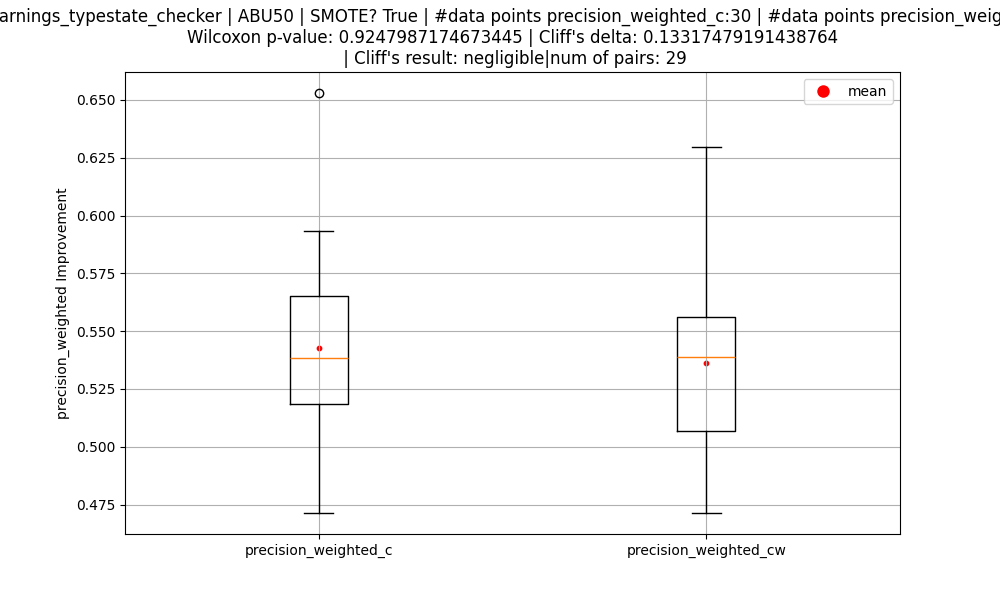 arnings_typestate_checker | ABU50 | SMOTE? True | #data points precision_weighted_c:30 | #data points precision_weig
Wilcoxon p-value: 0.9247987174673445 | Cliff's delta: 0.13317479191438764
| Cliff's result: negligible|num of pairs: 29
mean
0.650
0.625
0.600
0.575
0.550
0.525
0.500
0.475
precision_weighted Improvement
precision_weighted_c
precision_weighted_cw